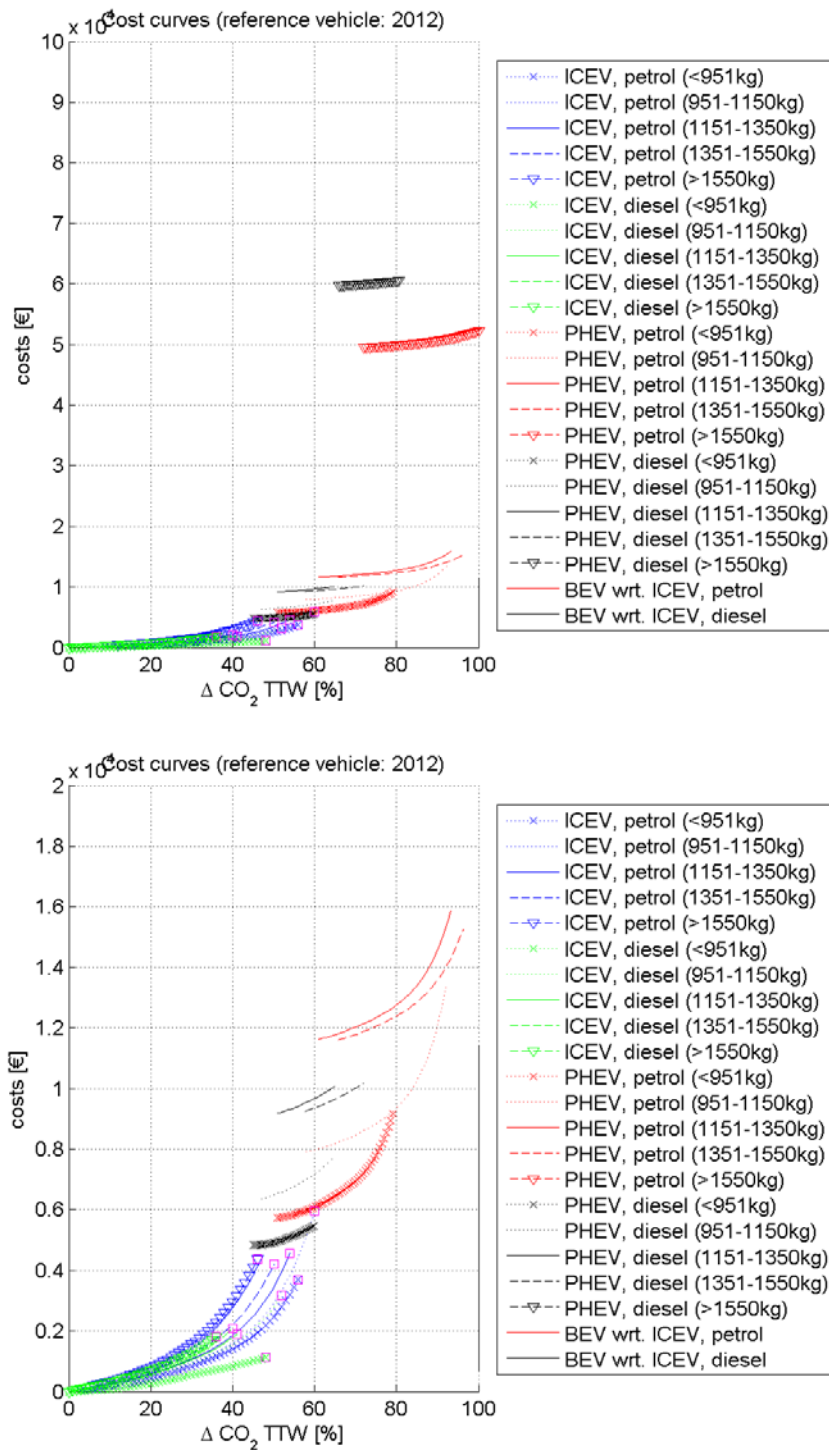 x 10⁴
Cost curves (reference vehicle: 2012)
10
9
8
7
6
5
4
3
2
1
0
costs [€]
0 20 40 60 80 100
Δ CO₂ TTW [%]
ICEV, petrol (<951kg)
ICEV, petrol (951-1150kg)
ICEV, petrol (1151-1350kg)
ICEV, petrol (1351-1550kg)
ICEV, petrol (>1550kg)
ICEV, diesel (<951kg)
ICEV, diesel (951-1150kg)
ICEV, diesel (1151-1350kg)
ICEV, diesel (1351-1550kg)
ICEV, diesel (>1550kg)
PHEV, petrol (<951kg)
PHEV, petrol (951-1150kg)
PHEV, petrol (1151-1350kg)
PHEV, petrol (1351-1550kg)
PHEV, petrol (>1550kg)
PHEV, diesel (<951kg)
PHEV, diesel (951-1150kg)
PHEV, diesel (1151-1350kg)
PHEV, diesel (1351-1550kg)
PHEV, diesel (>1550kg)
BEV wrt. ICEV, petrol
BEV wrt. ICEV, diesel
x 10⁴
Cost curves (reference vehicle: 2012)
2
1.8
1.6
1.4
1.2
1
0.8
0.6
0.4
0.2
0
costs [€]
0 20 40 60 80 100
Δ CO₂ TTW [%]
ICEV, petrol (<951kg)
ICEV, petrol (951-1150kg)
ICEV, petrol (1151-1350kg)
ICEV, petrol (1351-1550kg)
ICEV, petrol (>1550kg)
ICEV, diesel (<951kg)
ICEV, diesel (951-1150kg)
ICEV, diesel (1151-1350kg)
ICEV, diesel (1351-1550kg)
ICEV, diesel (>1550kg)
PHEV, petrol (<951kg)
PHEV, petrol (951-1150kg)
PHEV, petrol (1151-1350kg)
PHEV, petrol (1351-1550kg)
PHEV, petrol (>1550kg)
PHEV, diesel (<951kg)
PHEV, diesel (951-1150kg)
PHEV, diesel (1151-1350kg)
PHEV, diesel (1351-1550kg)
PHEV, diesel (>1550kg)
BEV wrt. ICEV, petrol
BEV wrt. ICEV, diesel